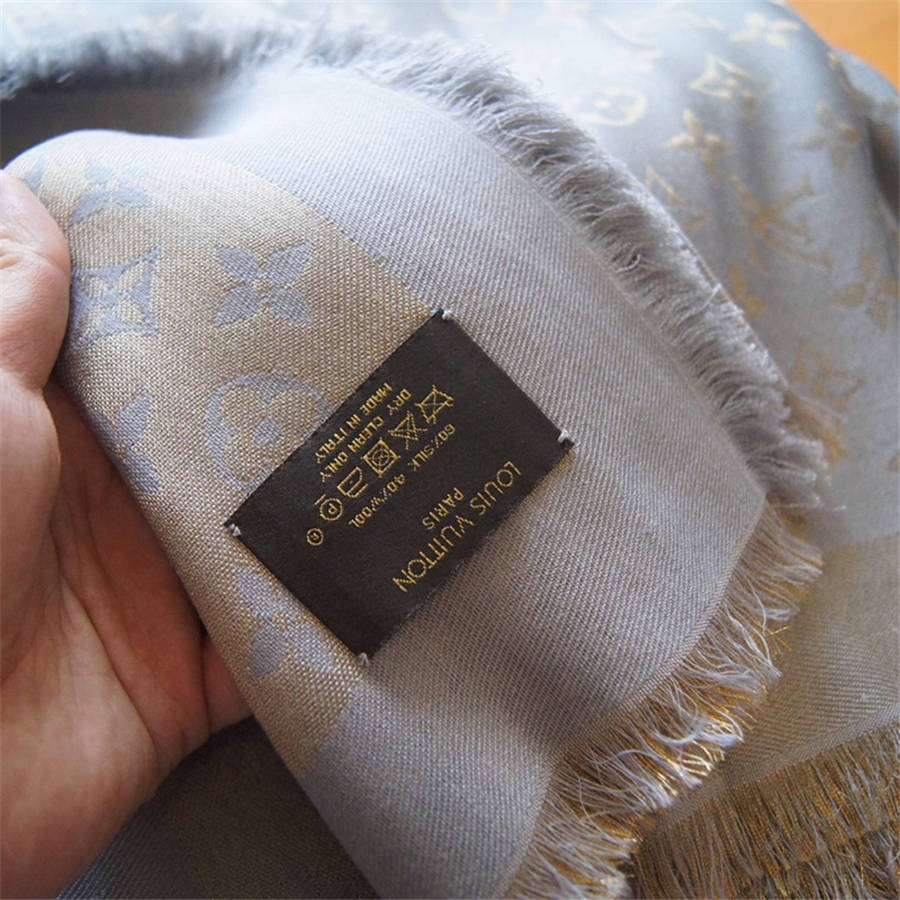 LOUIS VUITTON
PARIS
60%SILK 40%WOOL
P
DRY CLEAN ONLY
MADE IN ITALY
®